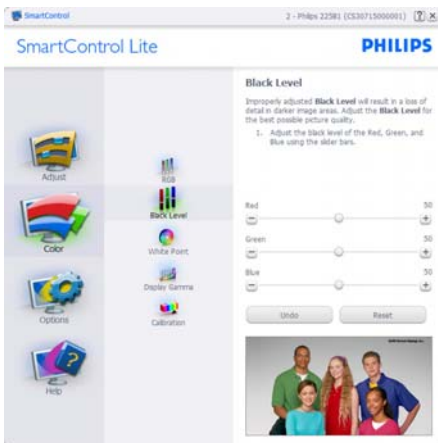 SmartControl
2 - Philips 225B1 (CS30715000001)
SmartControl Lite
PHILIPS
Adjust
Color
Options
Help
RGB
Black Level
White Point
Display Gamma
Calibration
Black Level
Improperly adjusted Black Level will result in a loss of
detail in darker image areas. Adjust the Black Level for
the best possible picture quality.
1. Adjust the black level of the Red, Green, and
Blue using the slider bars.
Red 50
Green 50
Blue 50
Undo Reset